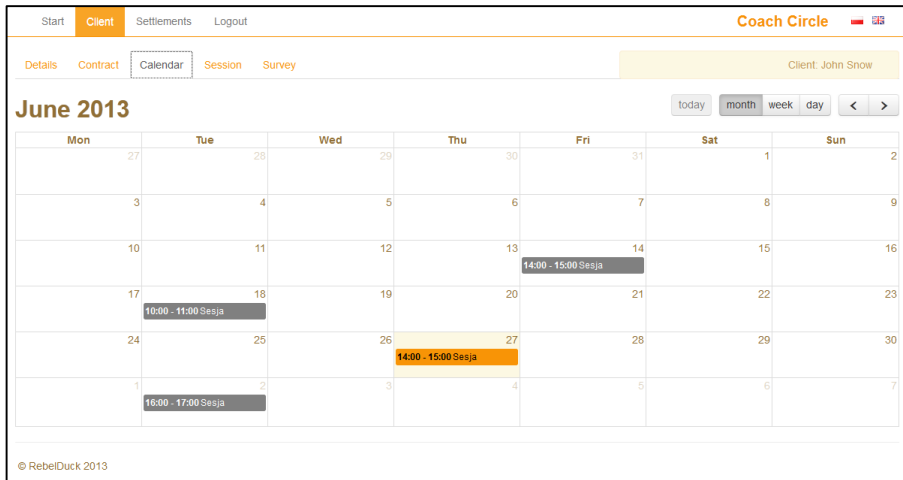 Start Client Settlements Logout Coach Circle
Details Contract Calendar Session Survey Client: John Snow
June 2013 today month week day < >
Mon Tue Wed Thu Fri Sat Sun
27 28 29 30 31 1 2
3 4 5 6 7 8 9
10 11 12 13 14 15 16
14:00 - 15:00 Sesja
17 18 19 20 21 22 23
10:00 - 11:00 Sesja
24 25 26 27 28 29 30
14:00 - 15:00 Sesja
1 2 3 4 5 6 7
16:00 - 17:00 Sesja
© RebelDuck 2013